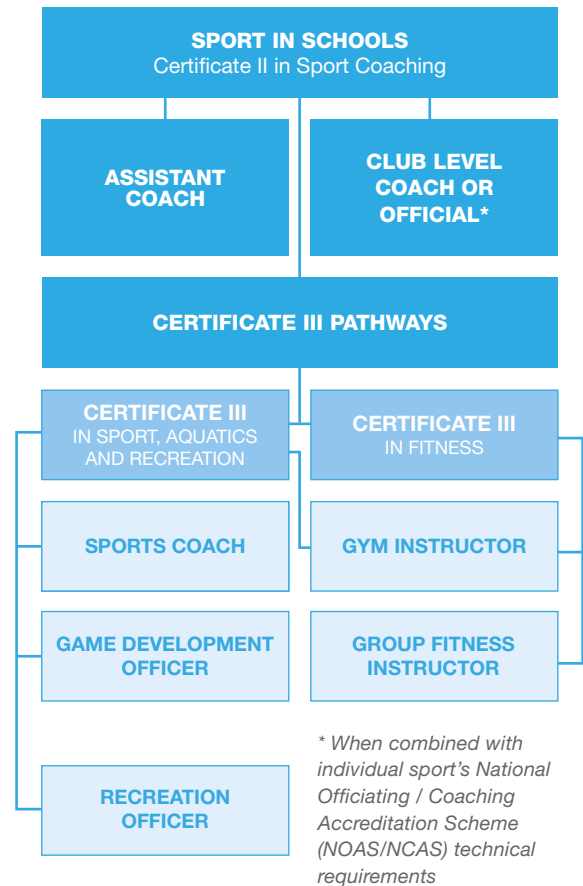 SPORT IN SCHOOLS
Certificate II in Sport Coaching
ASSISTANT
COACH
CLUB LEVEL
COACH OR
OFFICIAL*
CERTIFICATE III PATHWAYS
CERTIFICATE III
IN SPORT, AQUATICS
AND RECREATION
CERTIFICATE III
IN FITNESS
SPORTS COACH
GYM INSTRUCTOR
GAME DEVELOPMENT
OFFICER
GROUP FITNESS
INSTRUCTOR
RECREATION
OFFICER
* When combined with
individual sport's National
Officiating / Coaching
Accreditation Scheme
(NOAS/NCAS) technical
requirements